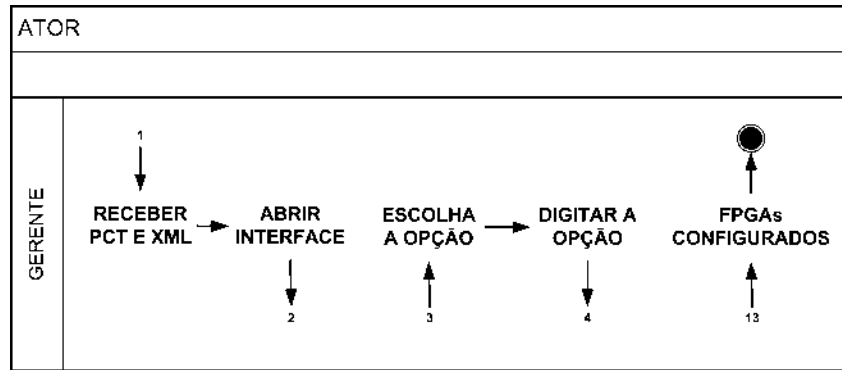 ATOR
GERENTE
1
RECEBER
PCT E XML
ABRIR
INTERFACE
2
ESCOLHA
A OPÇÃO
3
DIGITAR A
OPÇÃO
4
FPGAs
CONFIGURADOS
13